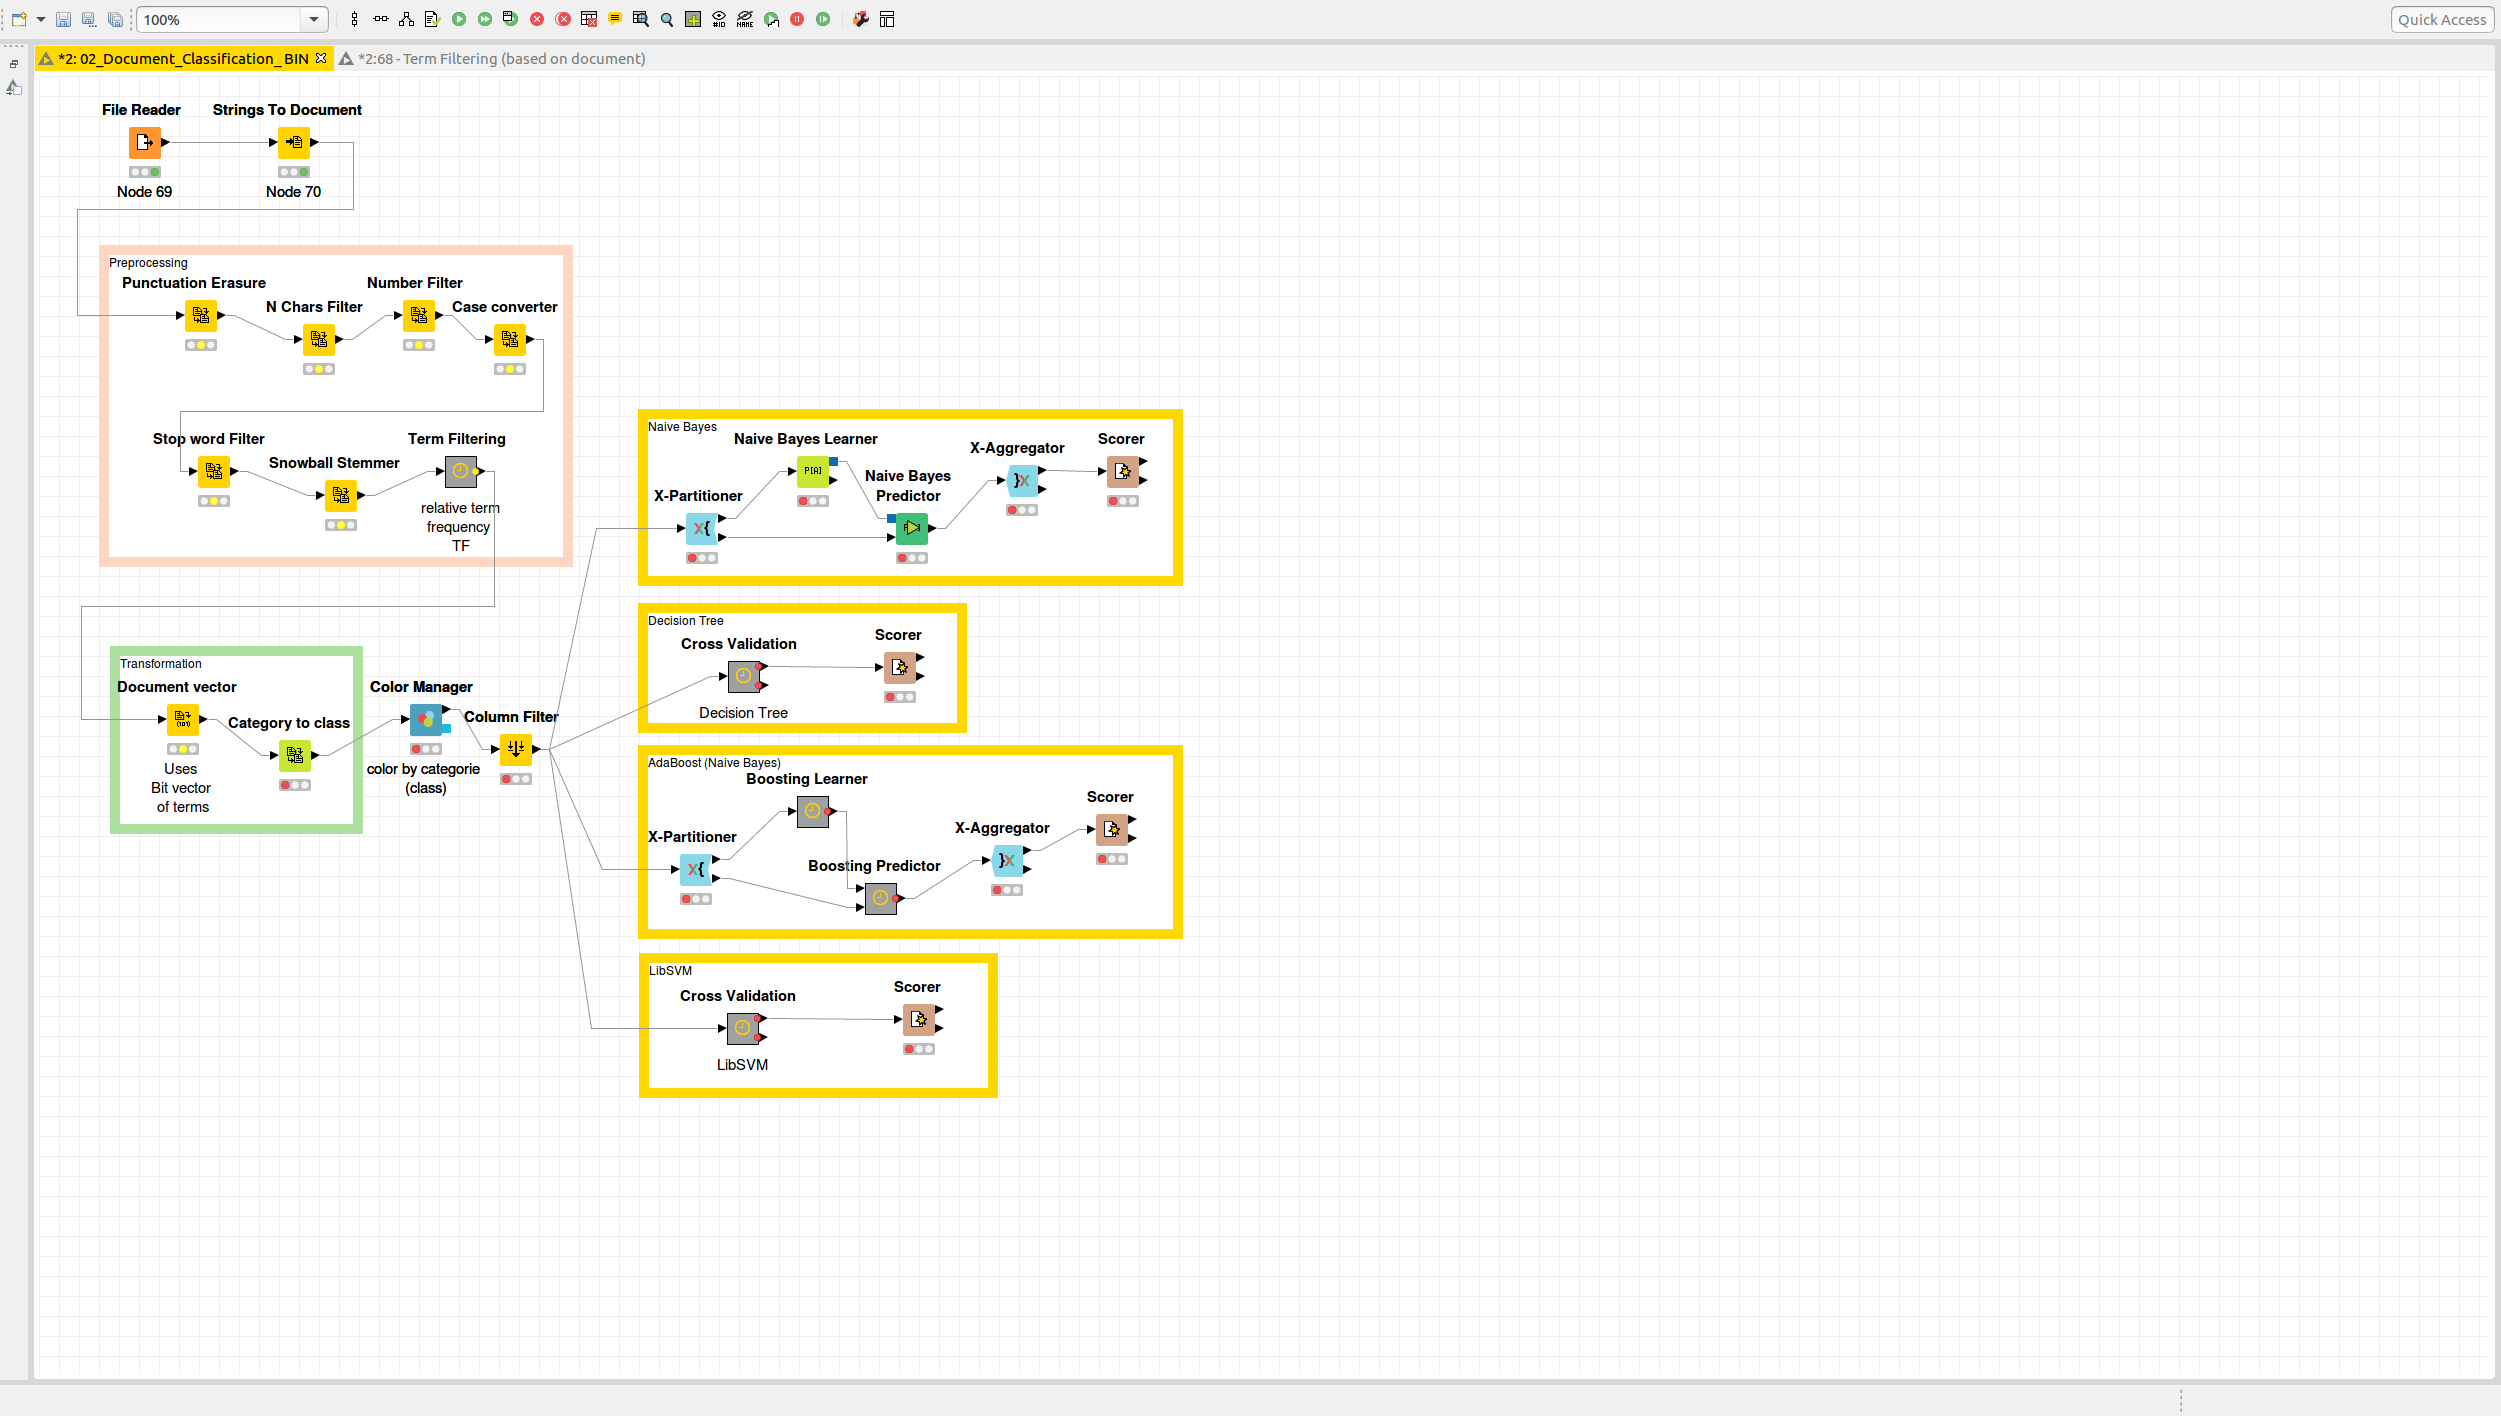 100%
Quick Access
*2: 02_Document_Classification_ BIN
*2:68 - Term Filtering (based on document)
File Reader
Strings To Document
Node 69
Node 70
Preprocessing
Punctuation Erasure
Number Filter
N Chars Filter
Case converter
Stop word Filter
Term Filtering
Snowball Stemmer
relative term
frequency
TF
Naive Bayes
Naive Bayes Learner
X-Aggregator
Scorer
Naive Bayes
Predictor
X-Partitioner
P[A]
Decision Tree
Cross Validation
Scorer
Decision Tree
Transformation
Document vector
Category to class
Uses
Bit vector
of terms
Color Manager
Column Filter
color by categorie
(class)
AdaBoost (Naive Bayes)
Boosting Learner
Scorer
X-Partitioner
X-Aggregator
Boosting Predictor
LibSVM
Cross Validation
Scorer
LibSVM